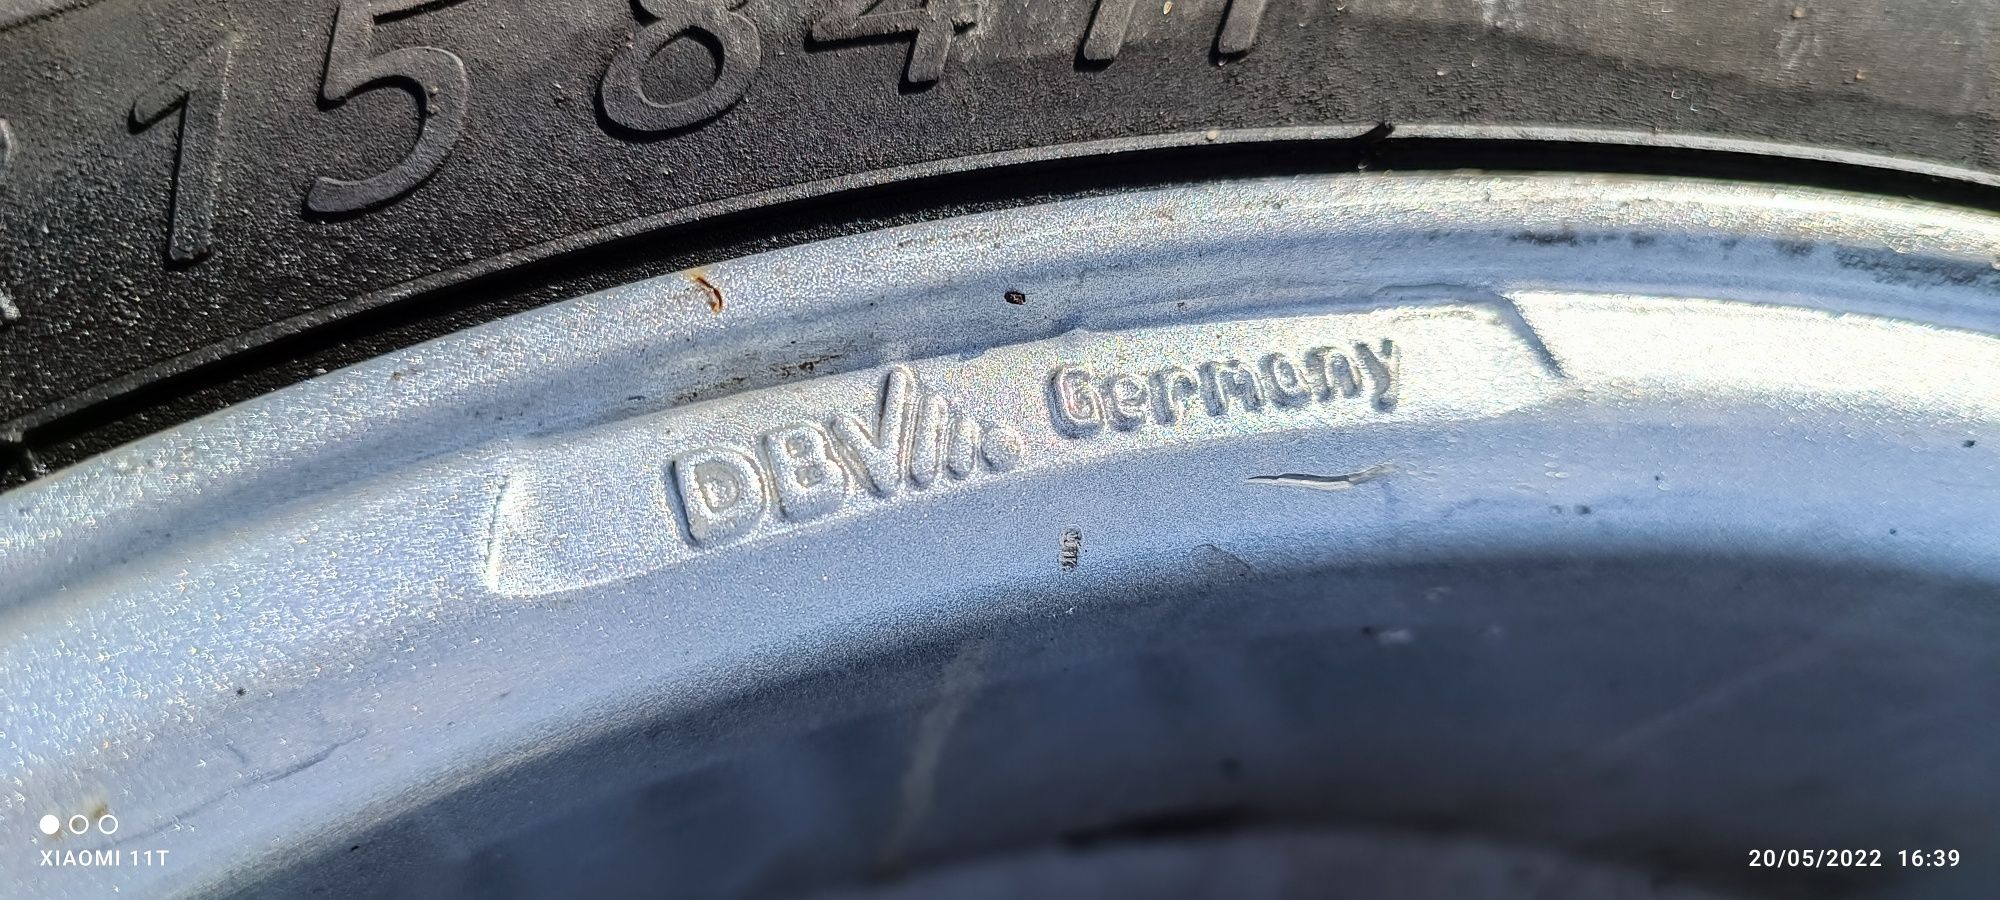 15 84H
DBV Germany
XIAOMI 11T
20/05/2022 16:39